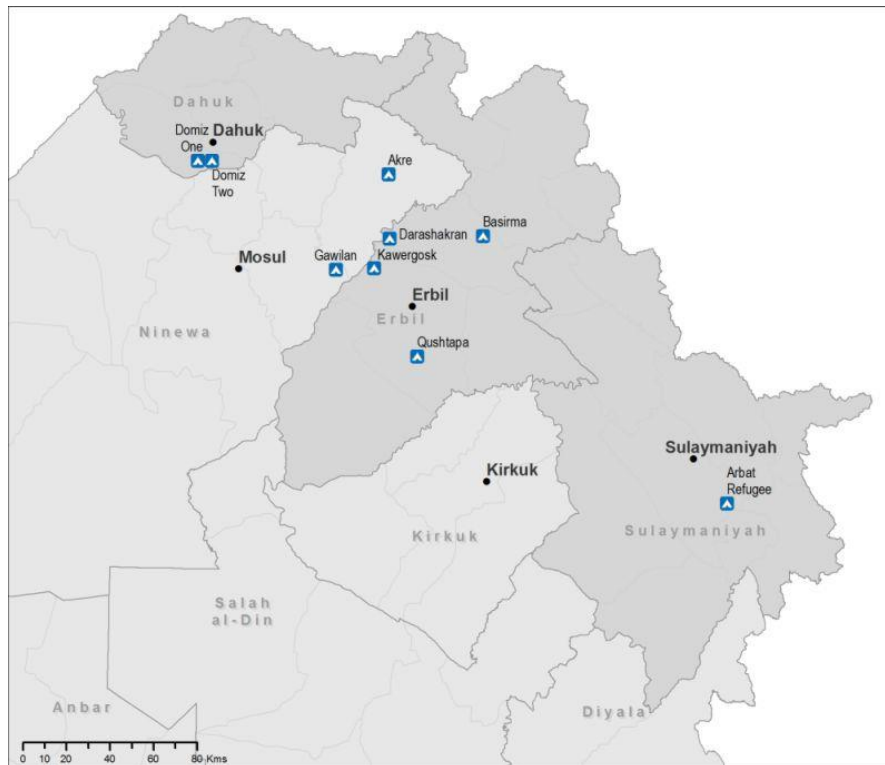 Dahuk
Domiz
One
Dahuk
Domiz
Two
Akre
Basirma
Darashakran
Gawilan
Kawergosk
Mosul
Erbil
Erbil
Ninewa
Qushtapa
Sulaymaniyah
Arbat
Refugee
Kirkuk
Sulaymaniyah
Kirkuk
Salah
al-Din
Anbar
Diyala
0 10 20 40 60 80 Kms